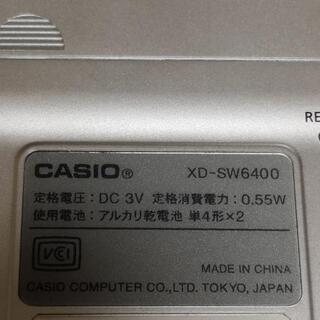 RE
CASIO® XD-SW6400
定格電圧：DC 3V 定格消費電力：0.55W
使用電池：アルカリ乾電池 単4形×2
VCI
MADE IN CHINA
CASIO COMPUTER CO.,LTD. TOKYO, JAPAN